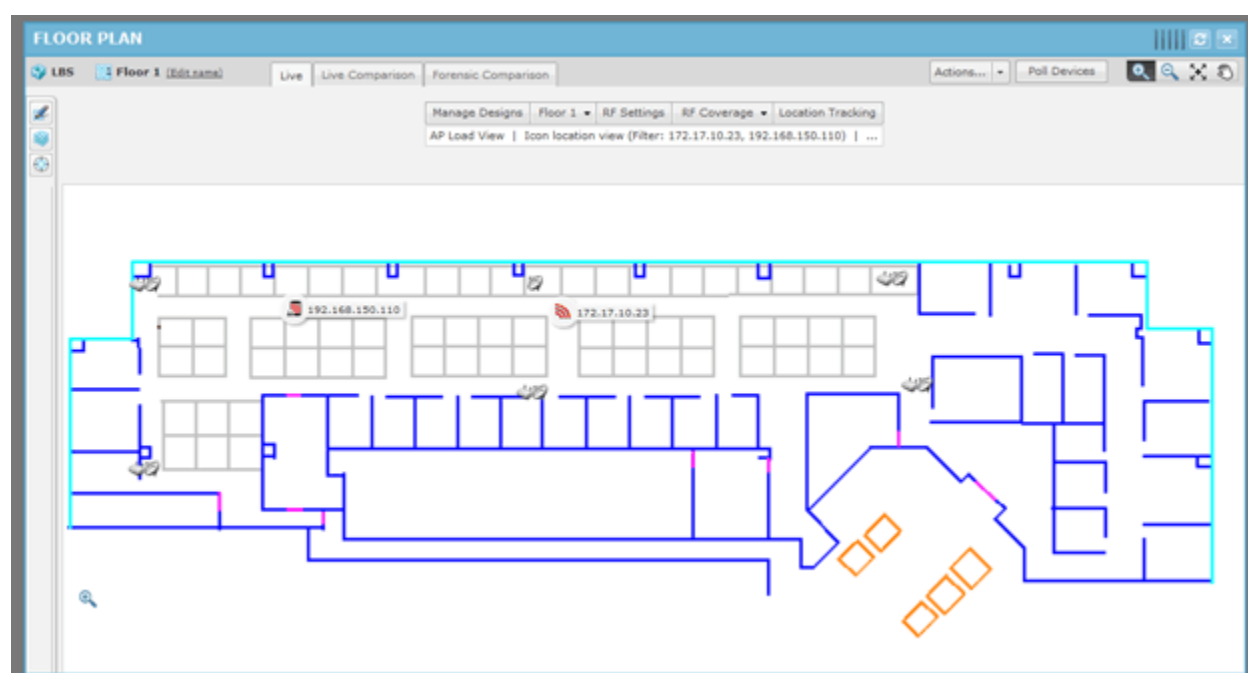 FLOOR PLAN
LBS Floor 1 (Edit name) Live Live Comparison Forensic Comparison Actions... Poll Devices
Manage Designs Floor 1 RF Settings RF Coverage Location Tracking
AP Load View | Icon location view (Filter: 172.17.10.23, 192.168.150.110) | ...
192.168.150.110 172.17.10.23